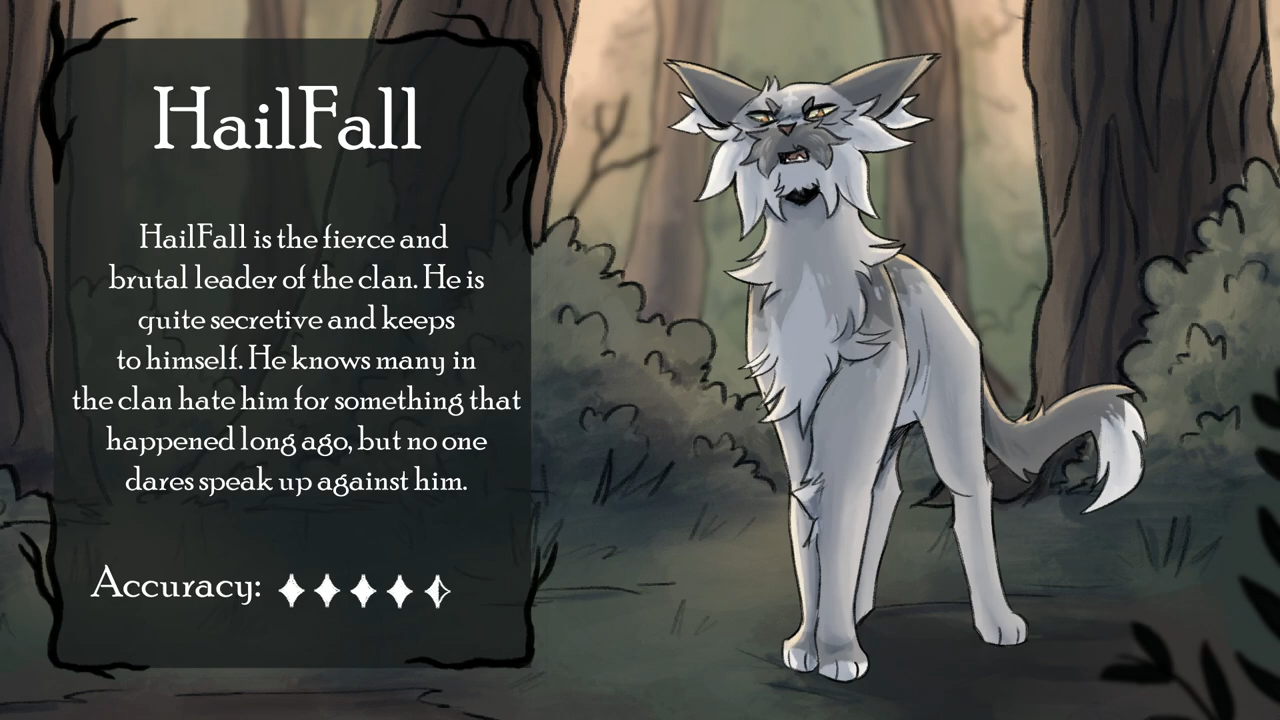 HailFall
HailFall is the fierce and
brutal leader of the clan. He is
quite secretive and keeps
to himself. He knows many in
the clan hate him for something that
happened long ago, but no one
dares speak up against him.
Accuracy: